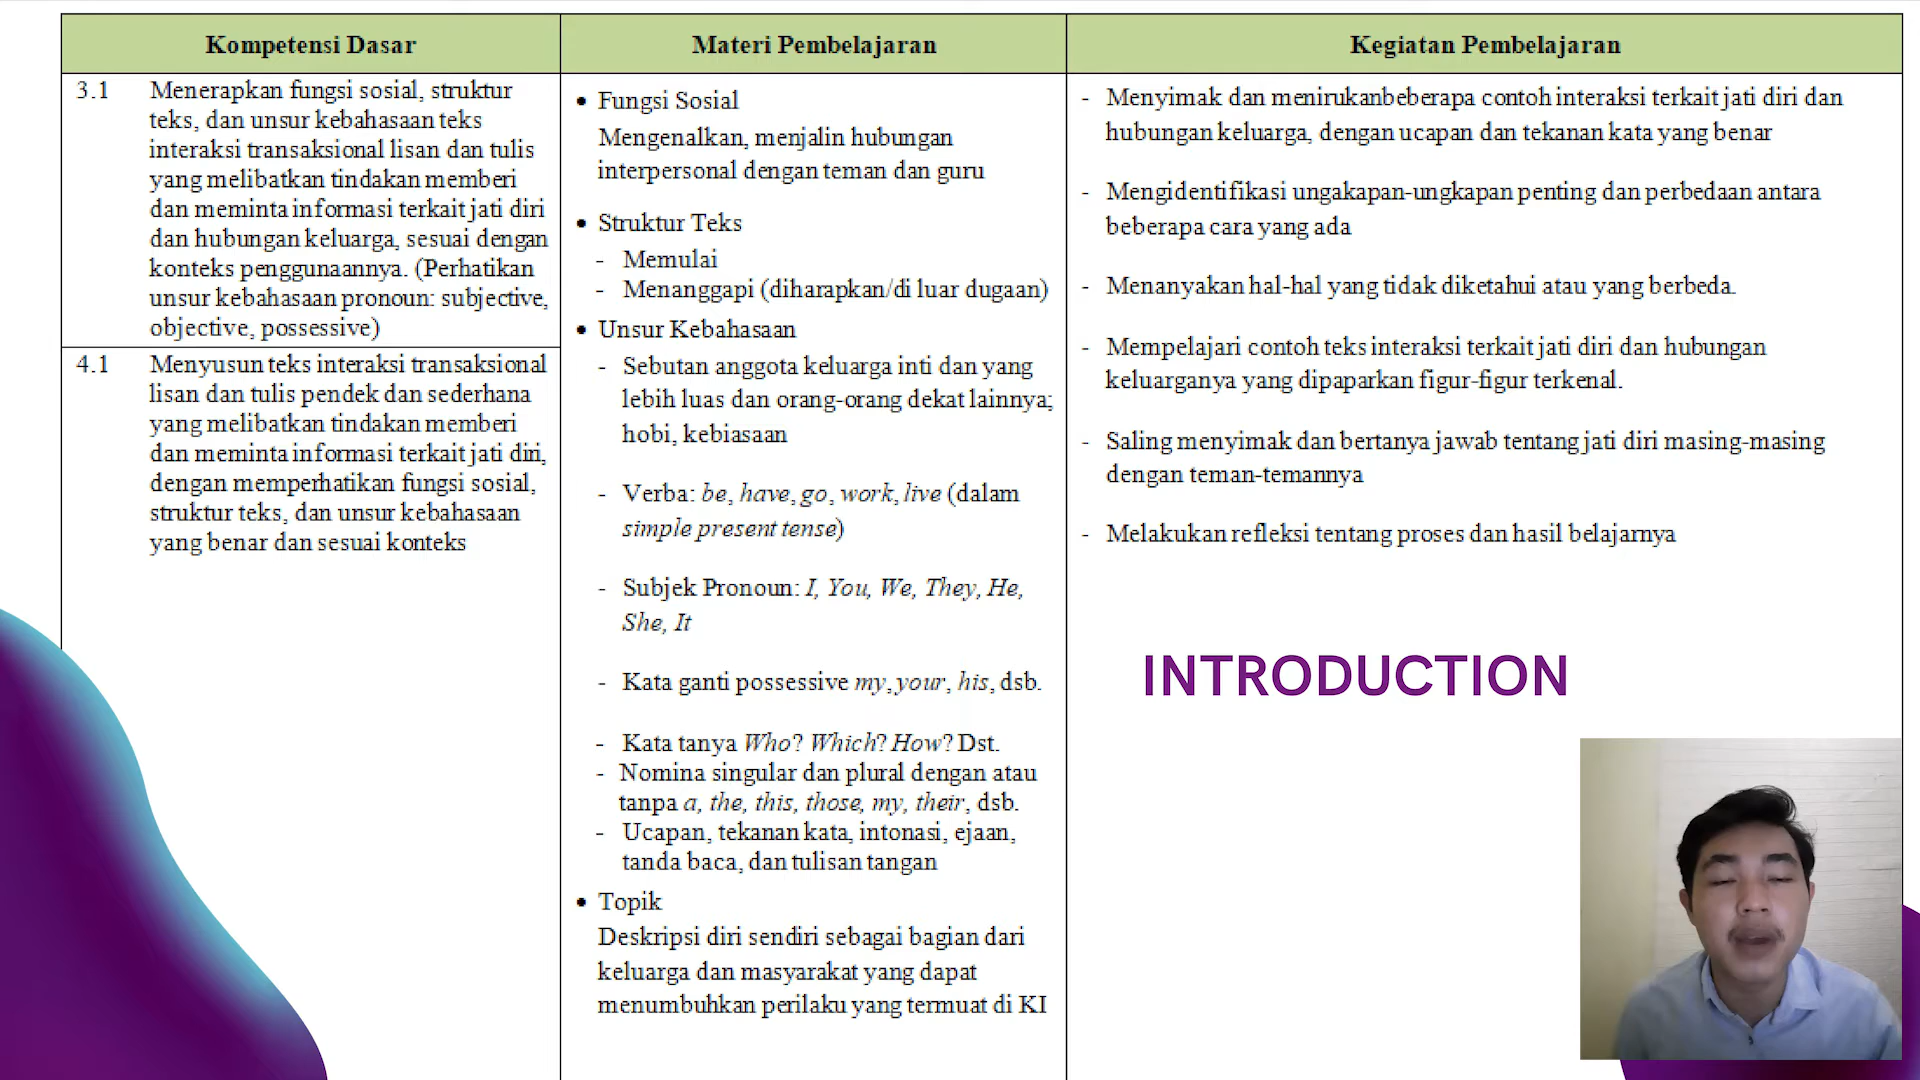 Kompetensi Dasar
Materi Pembelajaran
Kegiatan Pembelajaran
3.1 Menerapkan fungsi sosial, struktur
teks, dan unsur kebahasaan teks
interaksi transaksional lisan dan tulis
yang melibatkan tindakan memberi
dan meminta informasi terkait jati diri
dan hubungan keluarga, sesuai dengan
konteks penggunaannya. (Perhatikan
unsur kebahasaan pronoun: subjective,
objective, possessive)
4.1 Menyusun teks interaksi transaksional
lisan dan tulis pendek dan sederhana
yang melibatkan tindakan memberi
dan meminta informasi terkait jati diri,
dengan memperhatikan fungsi sosial,
struktur teks, dan unsur kebahasaan
yang benar dan sesuai konteks
• Fungsi Sosial
Mengenalkan, menjalin hubungan
interpersonal dengan teman dan guru
• Struktur Teks
- Memulai
- Menanggapi (diharapkan/di luar dugaan)
• Unsur Kebahasaan
- Sebutan anggota keluarga inti dan yang
lebih luas dan orang-orang dekat lainnya;
hobi, kebiasaan
- Verba: be, have, go, work, live (dalam
simple present tense)
- Subjek Pronoun: I, You, We, They, He,
She, It
- Kata ganti possessive my, your, his, dsb.
- Kata tanya Who? Which? How? Dst.
- Nomina singular dan plural dengan atau
tanpa a, the, this, those, my, their, dsb.
- Ucapan, tekanan kata, intonasi, ejaan,
tanda baca, dan tulisan tangan
• Topik
Deskripsi diri sendiri sebagai bagian dari
keluarga dan masyarakat yang dapat
menumbuhkan perilaku yang termuat di KI
- Menyimak dan menirukanbeberapa contoh interaksi terkait jati diri dan
hubungan keluarga, dengan ucapan dan tekanan kata yang benar
- Mengidentifikasi ungakapan-ungkapan penting dan perbedaan antara
beberapa cara yang ada
- Menanyakan hal-hal yang tidak diketahui atau yang berbeda.
- Mempelajari contoh teks interaksi terkait jati diri dan hubungan
keluarganya yang dipaparkan figur-figur terkenal.
- Saling menyimak dan bertanya jawab tentang jati diri masing-masing
dengan teman-temannya
- Melakukan refleksi tentang proses dan hasil belajarnya
INTRODUCTION